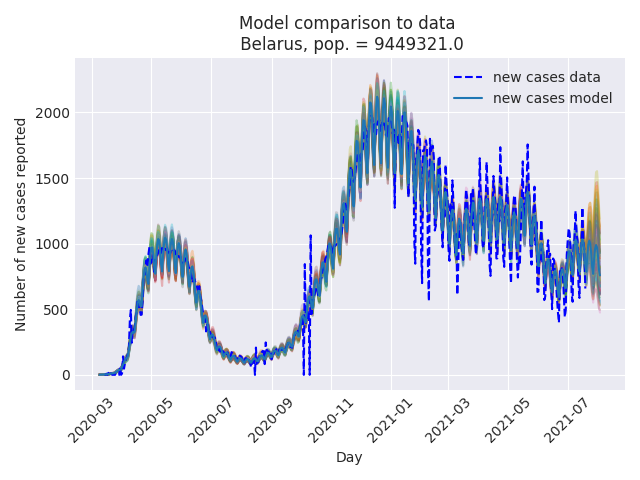 Model comparison to data
Belarus, pop. = 9449321.0
new cases data
new cases model
Number of new cases reported
2000
1500
1000
500
0
2020-03
2020-05
2020-07
2020-09
2020-11
2021-01
2021-03
2021-05
2021-07
Day